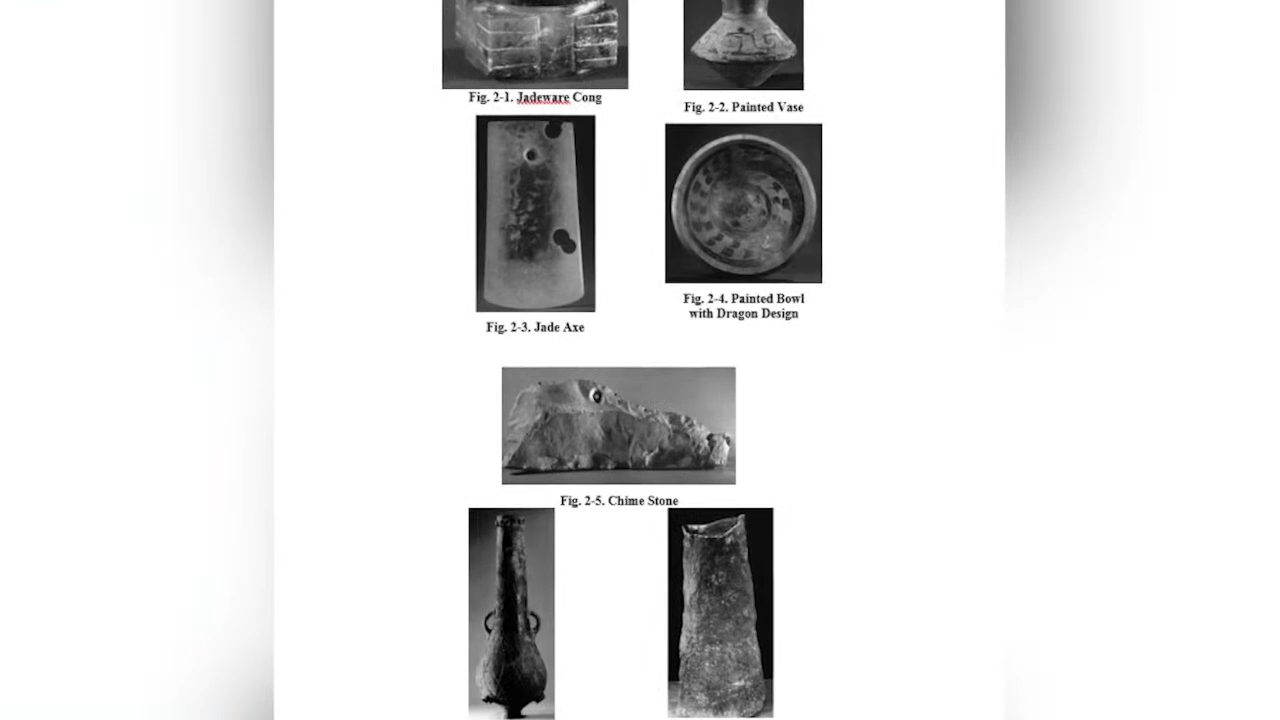 Fig. 2-1. Jadeware Cong
Fig. 2-2. Painted Vase
Fig. 2-4. Painted Bowl
with Dragon Design
Fig. 2-3. Jade Axe
Fig. 2-5. Chime Stone